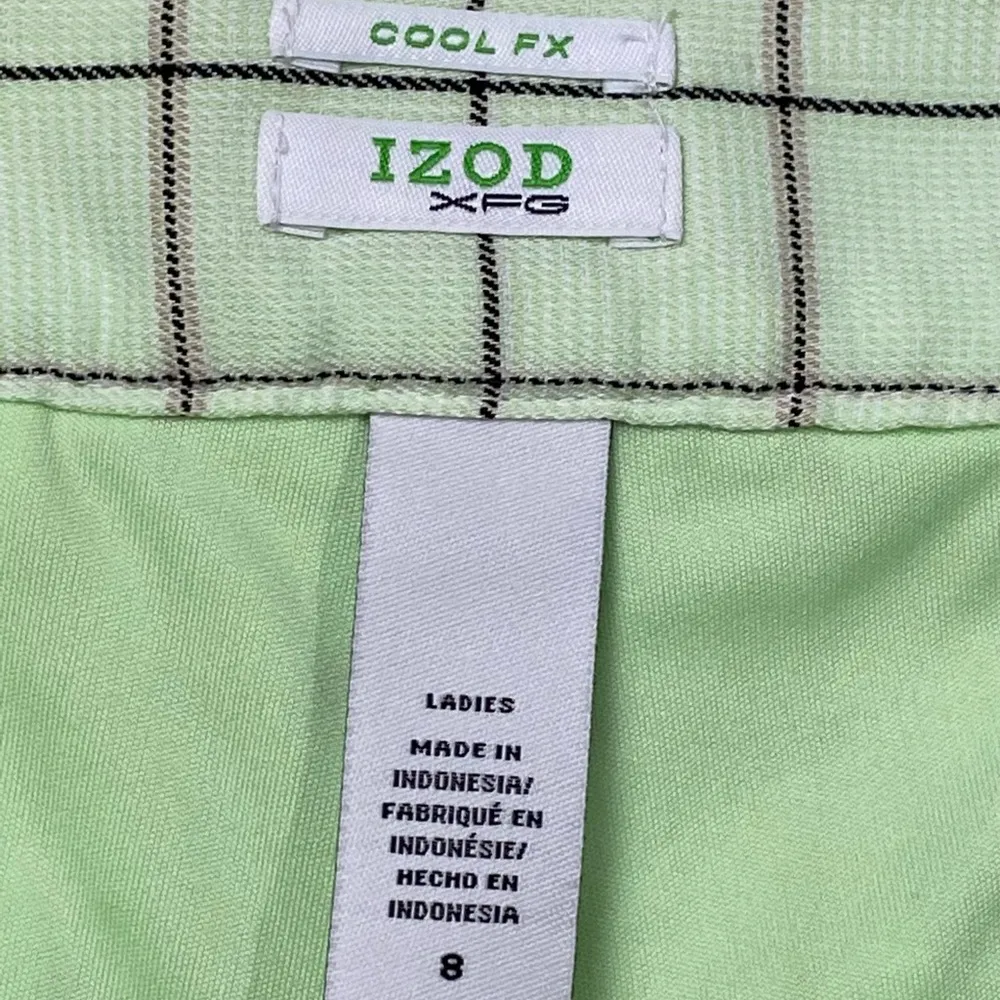 COOL FX
IZOD
XFG
LADIES
MADE IN
INDONESIA/
FABRIQUÉ EN
INDONÉSIE/
HECHO EN
INDONESIA
8